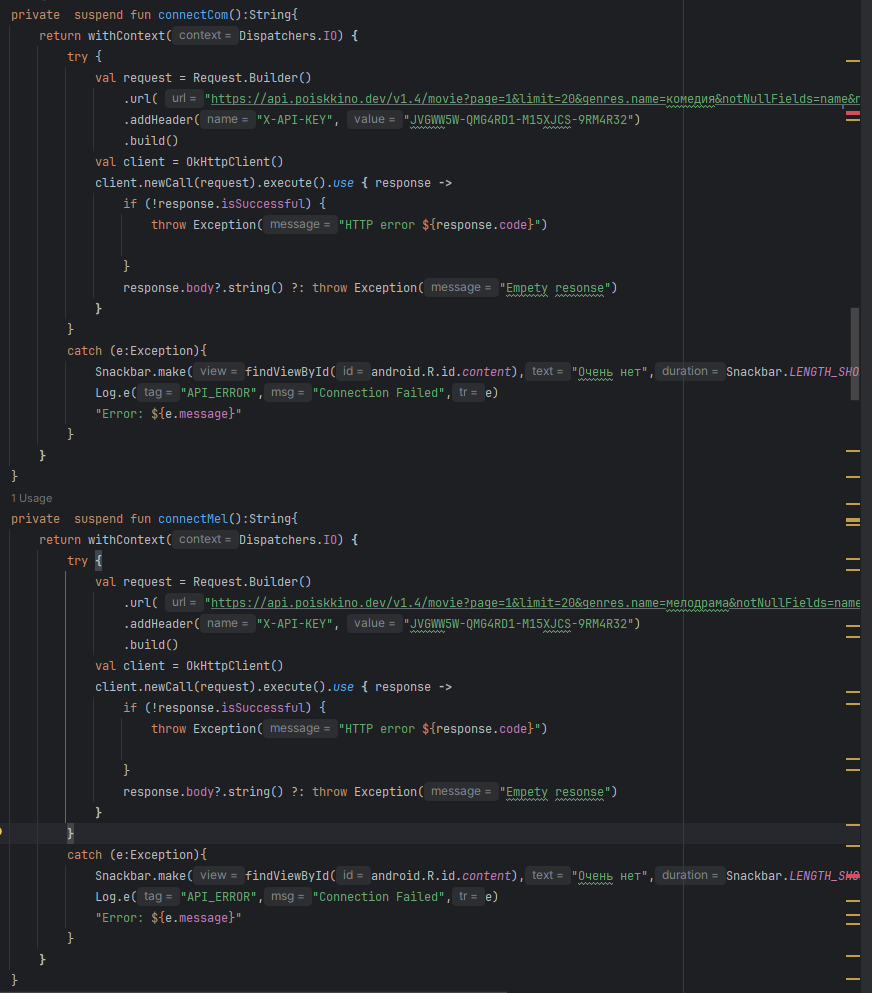 private  suspend fun connectCom():String{
    return withContext( context = Dispatchers.IO) {
        try {
            val request = Request.Builder()
                .url( url = "https://api.poiskkino.dev/v1.4/movie?page=1&limit=20&genres.name=комедия&notNullFields=name&r
                .addHeader( name = "X-API-KEY", value = "JVGWW5W-QMG4RD1-M15XJCS-9RM4R32")
                .build()
            val client = OkHttpClient()
            client.newCall(request).execute().use { response ->
                if (!response.isSuccessful) {
                    throw Exception( message = "HTTP error ${response.code}")
                }
                response.body?.string() ?: throw Exception( message = "Empety resonse")
            }
        }
        catch (e:Exception){
            Snackbar.make( view = findViewById( id = android.R.id.content), text = "Очень нет", duration = Snackbar.LENGTH_SHO
            Log.e( tag = "API_ERROR", msg = "Connection Failed", tr = e)
            "Error: ${e.message}"
        }
    }
}
1 Usage
private  suspend fun connectMel():String{
    return withContext( context = Dispatchers.IO) {
        try {
            val request = Request.Builder()
                .url( url = "https://api.poiskkino.dev/v1.4/movie?page=1&limit=20&genres.name=мелодрама&notNullFields=name
                .addHeader( name = "X-API-KEY", value = "JVGWW5W-QMG4RD1-M15XJCS-9RM4R32")
                .build()
            val client = OkHttpClient()
            client.newCall(request).execute().use { response ->
                if (!response.isSuccessful) {
                    throw Exception( message = "HTTP error ${response.code}")
                }
                response.body?.string() ?: throw Exception( message = "Empety resonse")
            }
        }
        catch (e:Exception){
            Snackbar.make( view = findViewById( id = android.R.id.content), text = "Очень нет", duration = Snackbar.LENGTH_SHO
            Log.e( tag = "API_ERROR", msg = "Connection Failed", tr = e)
            "Error: ${e.message}"
        }
    }
}